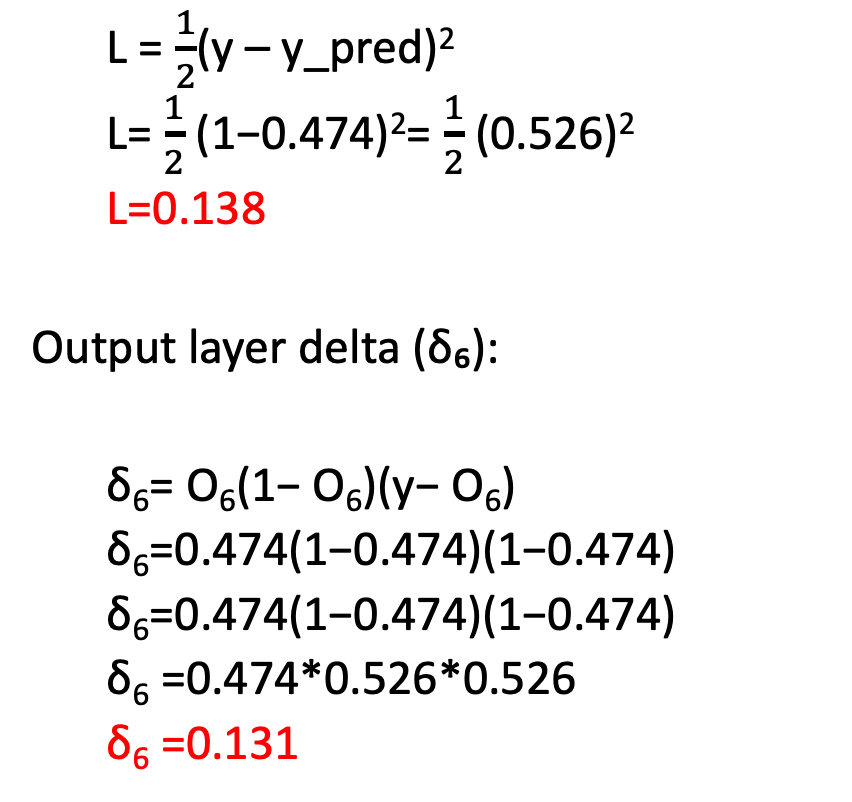 L = ½(y – y_pred)²
L= ½ (1−0.474)²= ½ (0.526)²
L=0.138
Output layer delta (δ₆):
δ₆= O₆(1− O₆)(y− O₆)
δ₆=0.474(1−0.474)(1−0.474)
δ₆=0.474(1−0.474)(1−0.474)
δ₆ =0.474*0.526*0.526
δ₆ =0.131